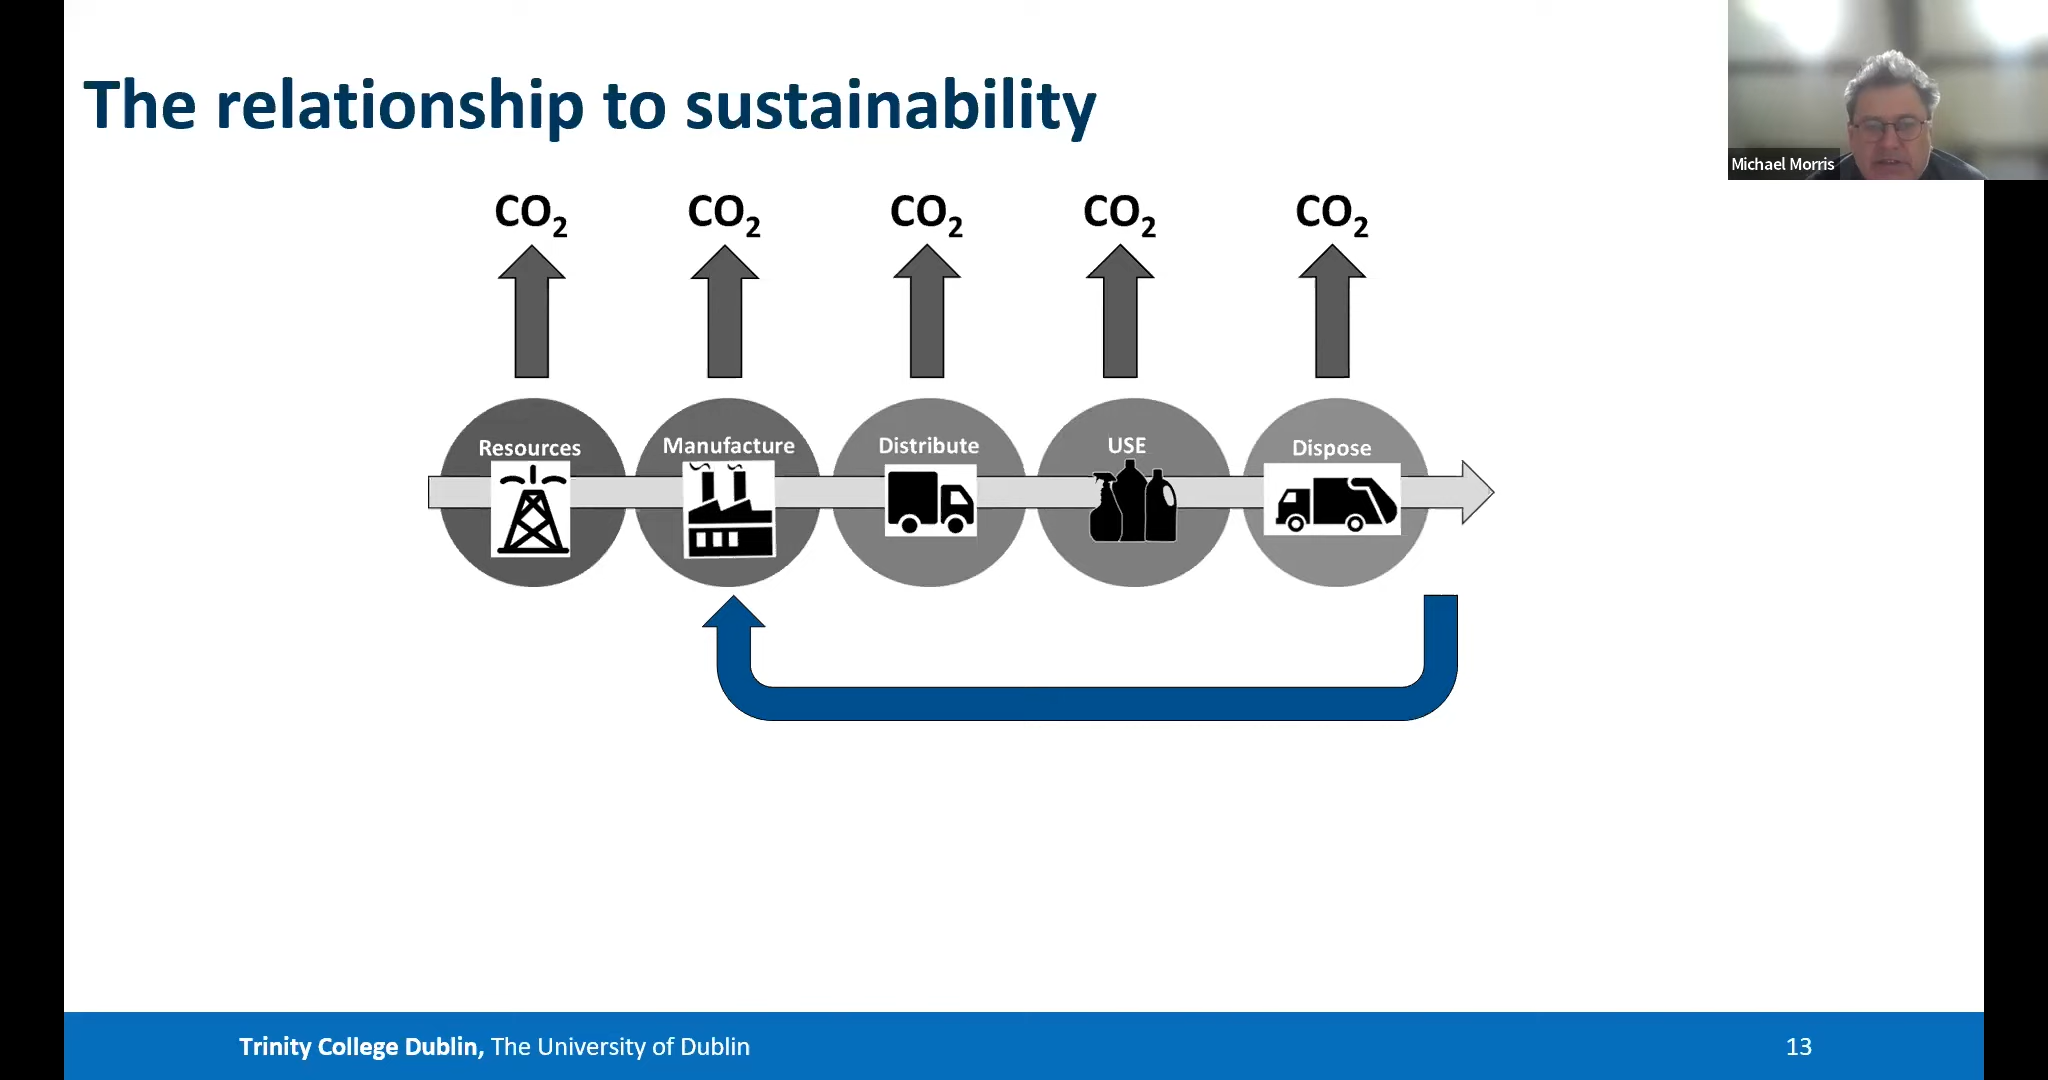 The relationship to sustainability
Michael Morris
CO₂ CO₂ CO₂ CO₂ CO₂
Resources Manufacture Distribute USE Dispose
Trinity College Dublin, The University of Dublin 13